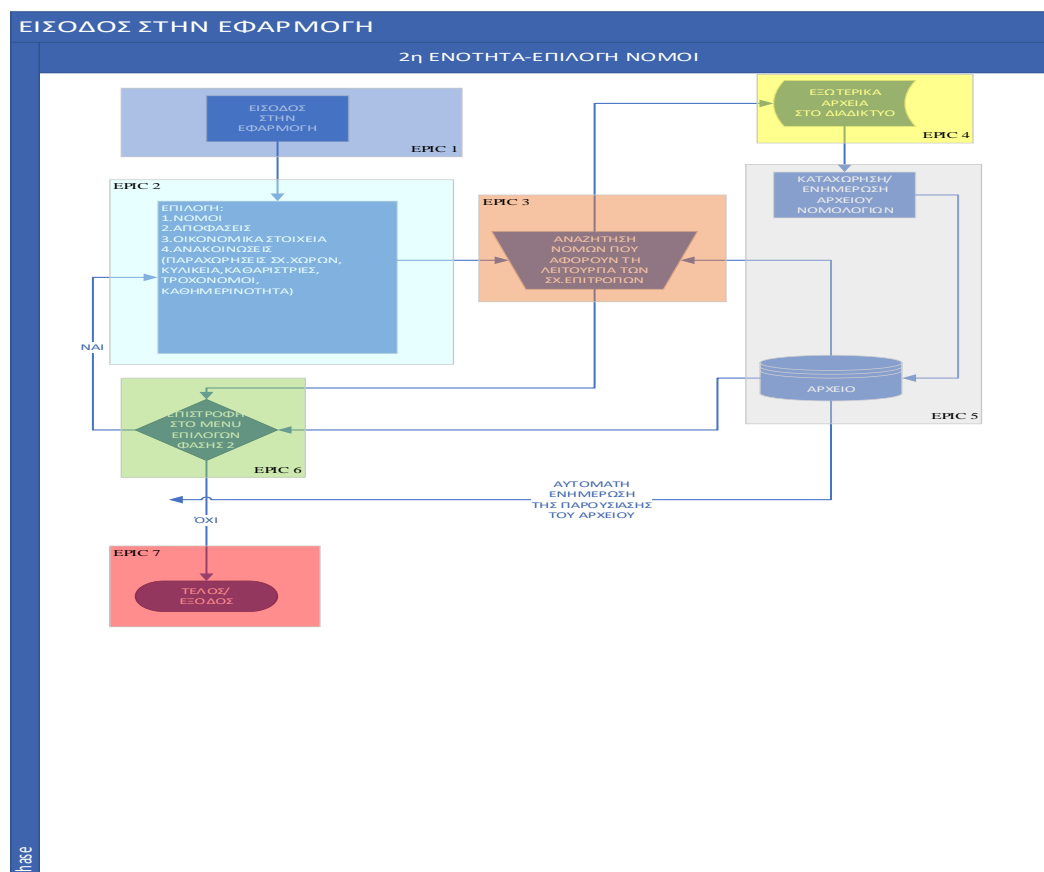 ΕΙΣΟΔΟΣ ΣΤΗΝ ΕΦΑΡΜΟΓΗ
2η ΕΝΟΤΗΤΑ-ΕΠΙΛΟΓΗ ΝΟΜΟΙ
ΕΙΣΟΔΟΣ
ΣΤΗΝ
ΕΦΑΡΜΟΓΗ
EPIC 1
ΕΞΩΤΕΡΙΚΑ
ΑΡΧΕΙΑ
ΣΤΟ ΔΙΑΔΙΚΤΥΟ
EPIC 4
EPIC 2
ΕΠΙΛΟΓΗ:
1.ΝΟΜΟΙ
2.ΑΠΟΦΑΣΕΙΣ
3.ΟΙΚΟΝΟΜΙΚΑ ΣΤΟΙΧΕΙΑ
4.ΑΝΑΚΟΙΝΩΣΕΙΣ
(ΠΑΡΑΧΩΡΗΣΕΙΣ ΣΧ.ΧΩΡΩΝ,
ΚΥΛΙΚΕΙΑ,ΚΑΘΑΡΙΣΤΡΙΕΣ,
ΤΡΟΧΟΝΟΜΟΙ,
ΚΑΘΗΜΕΡΙΝΟΤΗΤΑ)
EPIC 3
ΑΝΑΖΗΤΗΣΗ
ΝΟΜΩΝ ΠΟΥ
ΑΦΟΡΟΥΝ ΤΗ
ΛΕΙΤΟΥΡΓΙΑ ΤΩΝ
ΣΧ.ΕΠΙΤΡΟΠΩΝ
ΚΑΤΑΧΩΡΗΣΗ/
ΕΝΗΜΕΡΩΣΗ
ΑΡΧΕΙΟΥ
ΝΟΜΟΛΟΓΙΩΝ
ΑΡΧΕΙΟ
EPIC 5
ΝΑΙ
ΕΠΙΣΤΡΟΦΗ
ΣΤΟ MENU
ΕΠΙΛΟΓΩΝ
ΦΑΣΗΣ 2
EPIC 6
ΑΥΤΟΜΑΤΗ
ΕΝΗΜΕΡΩΣΗ
ΤΗΣ ΠΑΡΟΥΣΙΑΣΗΣ
ΤΟΥ ΑΡΧΕΙΟΥ
ΌΧΙ
EPIC 7
ΤΕΛΟΣ/
ΕΞΟΔΟΣ
hase